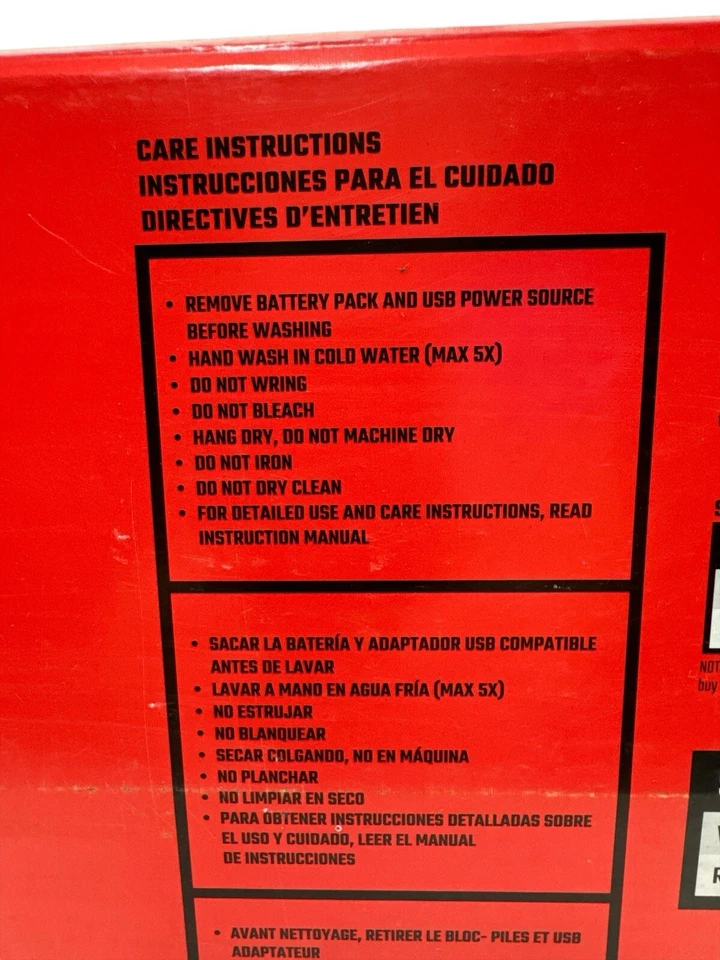 CARE INSTRUCTIONS
INSTRUCCIONES PARA EL CUIDADO
DIRECTIVES D'ENTRETIEN
• REMOVE BATTERY PACK AND USB POWER SOURCE
BEFORE WASHING
• HAND WASH IN COLD WATER (MAX 5X)
• DO NOT WRING
• DO NOT BLEACH
• HANG DRY, DO NOT MACHINE DRY
• DO NOT IRON
• DO NOT DRY CLEAN
• FOR DETAILED USE AND CARE INSTRUCTIONS, READ
INSTRUCTION MANUAL
• SACAR LA BATERÍA Y ADAPTADOR USB COMPATIBLE
ANTES DE LAVAR
• LAVAR A MANO EN AGUA FRÍA (MAX 5X)
• NO ESTRUJAR
• NO BLANQUEAR
• SECAR COLGANDO, NO EN MÁQUINA
• NO PLANCHAR
• NO LIMPIAR EN SECO
• PARA OBTENER INSTRUCCIONES DETALLADAS SOBRE
EL USO Y CUIDADO, LEER EL MANUAL
DE INSTRUCCIONES
• AVANT NETTOYAGE, RETIRER LE BLOC- PILES ET USB
ADAPTATEUR
NOT
buy